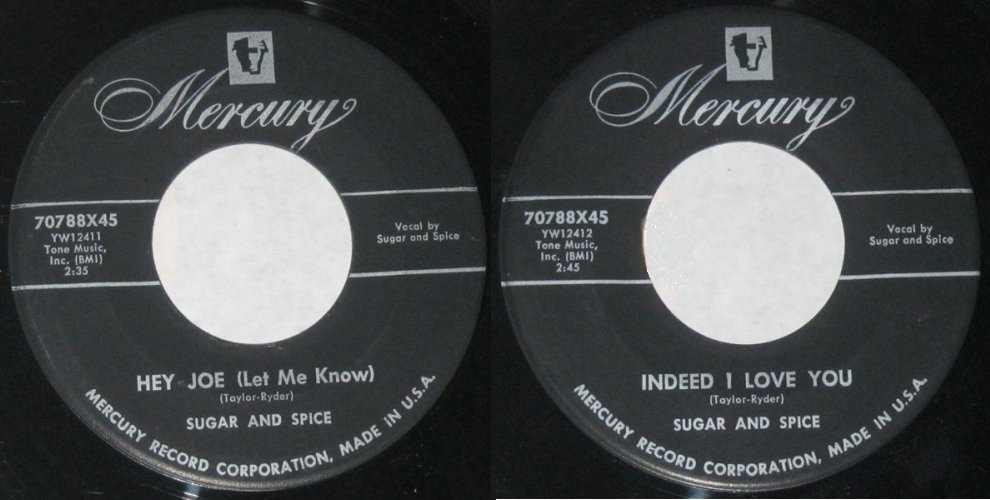 Mercury
70788X45
YW12411
Tone Music,
Inc. (BMI)
2:35
Vocal by
Sugar and Spice
HEY JOE (Let Me Know)
(Taylor-Ryder)
SUGAR AND SPICE
MERCURY RECORD CORPORATION, MADE IN U.S.A.
Mercury
70788X45
YW12412
Tone Music,
Inc. (BMI)
2:45
Vocal by
Sugar and Spice
INDEED I LOVE YOU
(Taylor-Ryder)
SUGAR AND SPICE
MERCURY RECORD CORPORATION, MADE IN U.S.A.